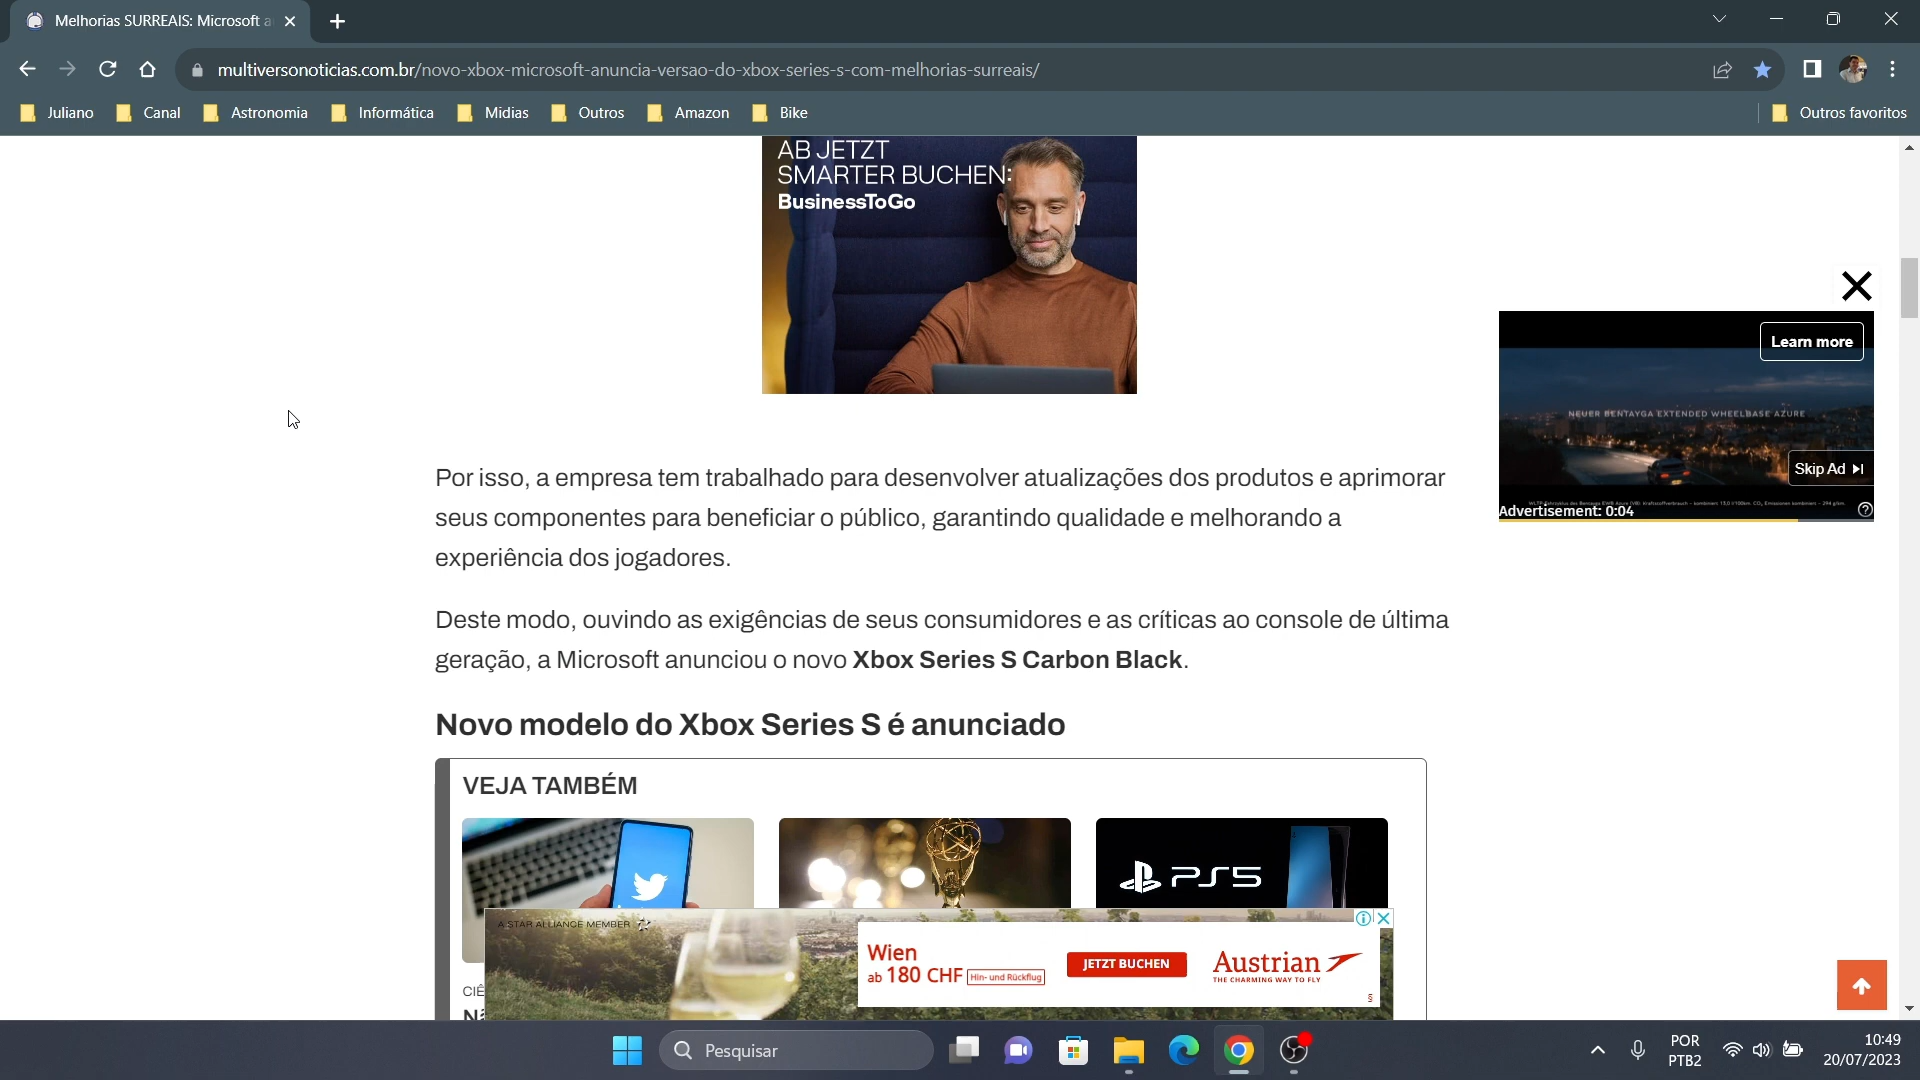 Melhorias SURREAIS: Microsoft a
multiversonoticias.com.br/novo-xbox-microsoft-anuncia-versao-do-xbox-series-s-com-melhorias-surreais/
Juliano
Canal
Astronomia
Informática
Midias
Outros
Amazon
Bike
Outros favoritos
AB JETZT
SMARTER BUCHEN:
BusinessToGo
Learn more
NEUER BENTAYGA EXTENDED WHEELBASE AZURE
Skip Ad
Advertisement: 0:04
Por isso, a empresa tem trabalhado para desenvolver atualizações dos produtos e aprimorar
seus componentes para beneficiar o público, garantindo qualidade e melhorando a
experiência dos jogadores.
Deste modo, ouvindo as exigências de seus consumidores e as críticas ao console de última
geração, a Microsoft anunciou o novo Xbox Series S Carbon Black.
Novo modelo do Xbox Series S é anunciado
VEJA TAMBÉM
PS5
A STAR ALLIANCE MEMBER
Wien
ab 180 CHF Hin- und Rückflug
JETZT BUCHEN
Austrian
THE CHARMING WAY TO FLY
§
CIÊ
Pesquisar
POR
PTB2
10:49
20/07/2023